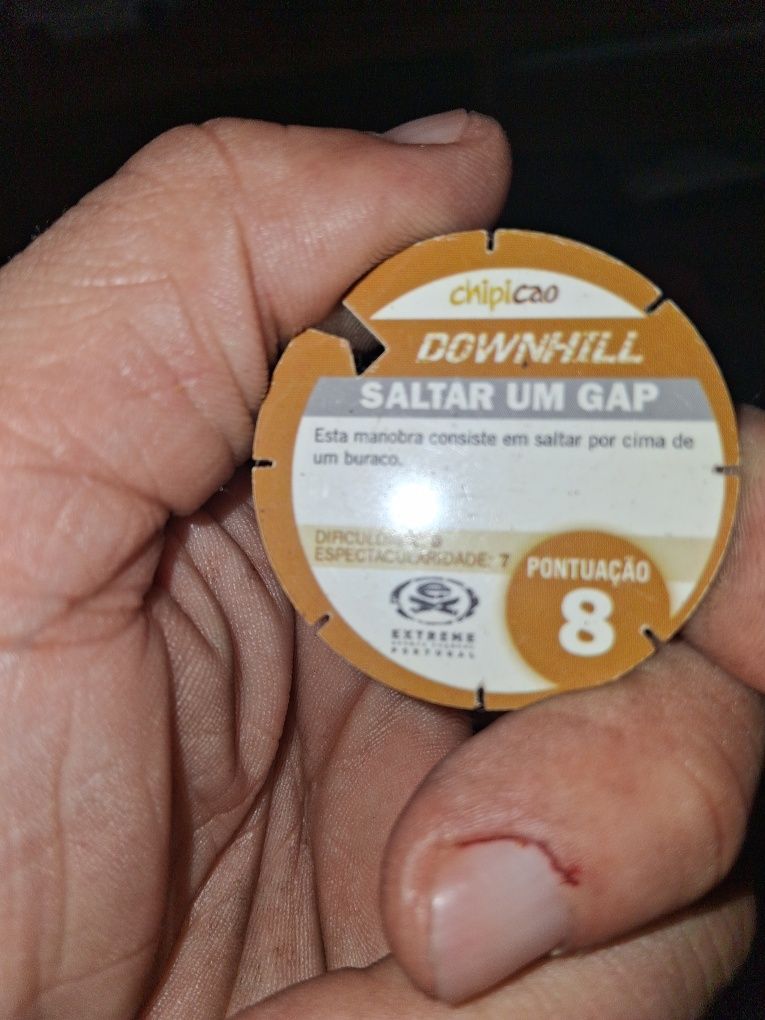 chipicao
DOWNHILL
SALTAR UM GAP
Esta manobra consiste em saltar por cima de
um buraco.
ESPECTACULARIDADE: 7
PONTUAÇÃO
8
EXTREME
PORTUGAL